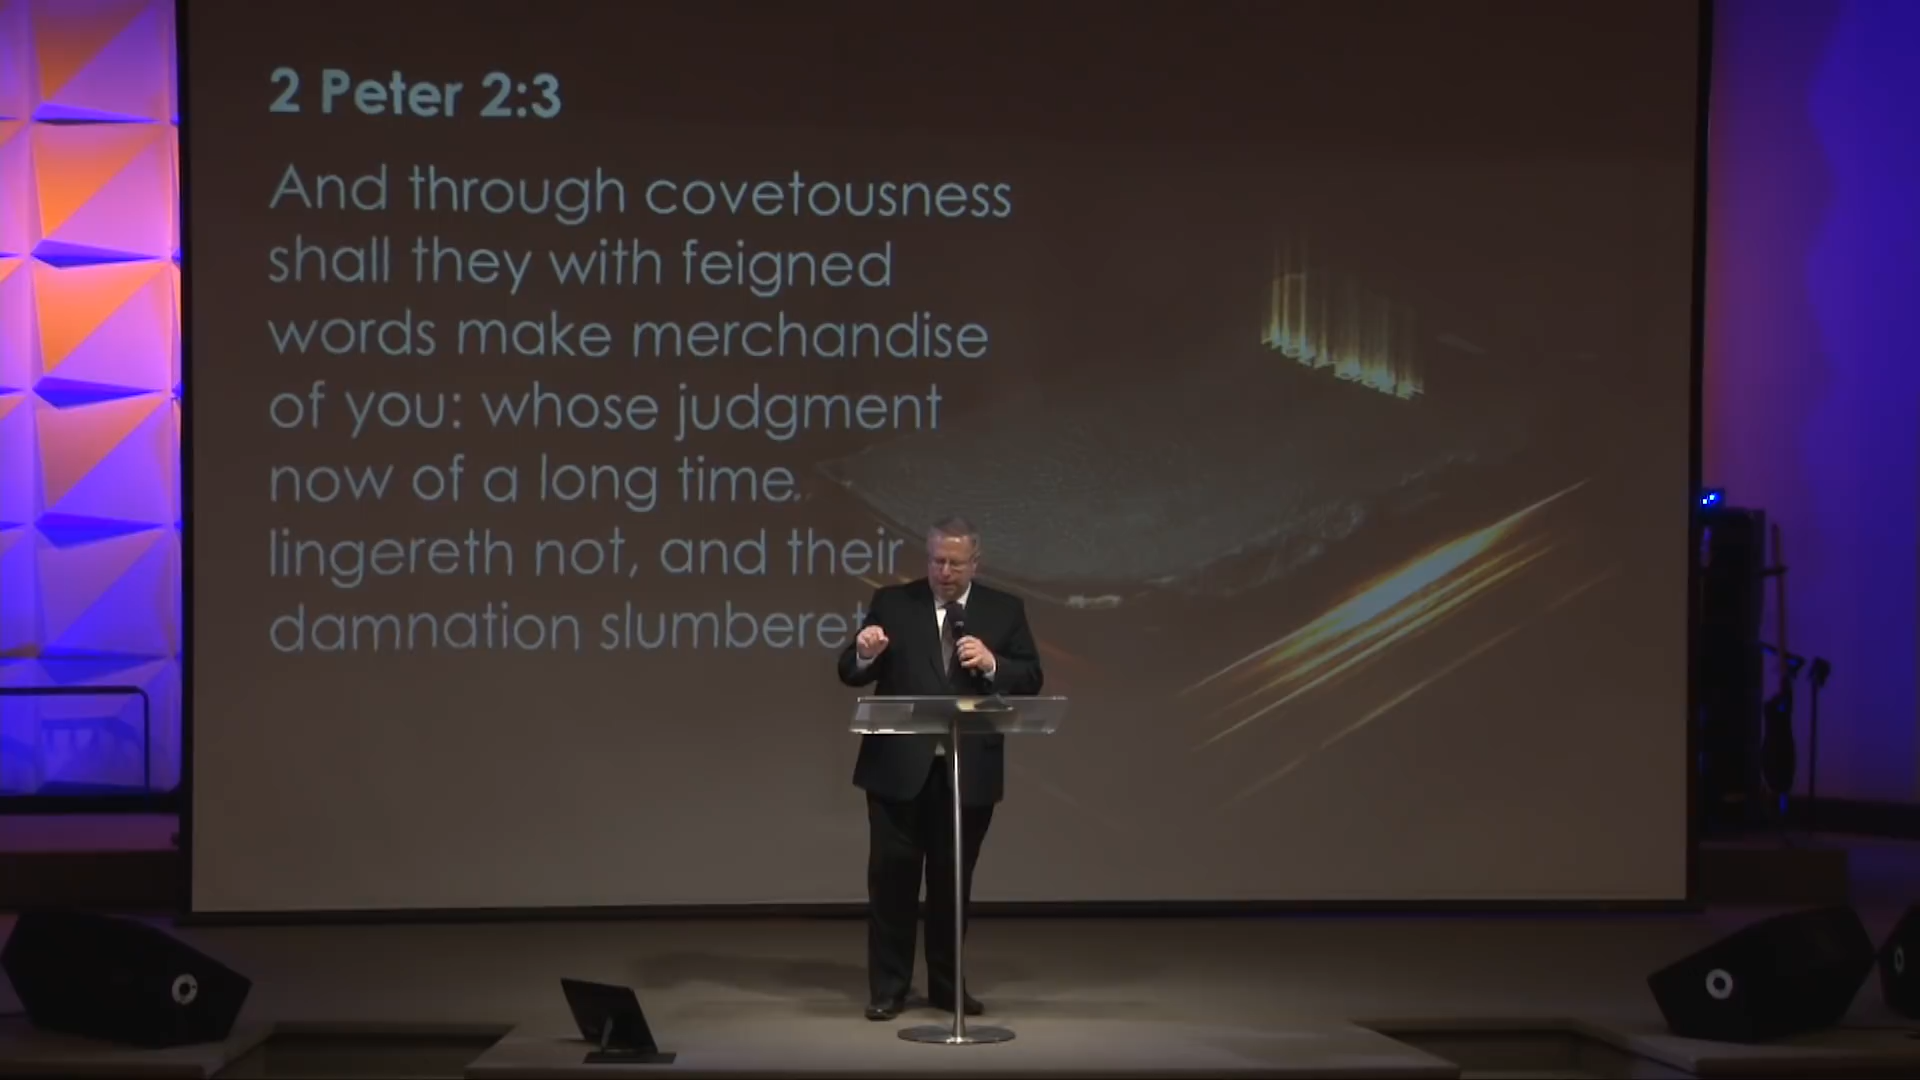 2 Peter 2:3
And through covetousness
shall they with feigned
words make merchandise
of you: whose judgment
now of a long time
lingereth not, and their
damnation slumberet